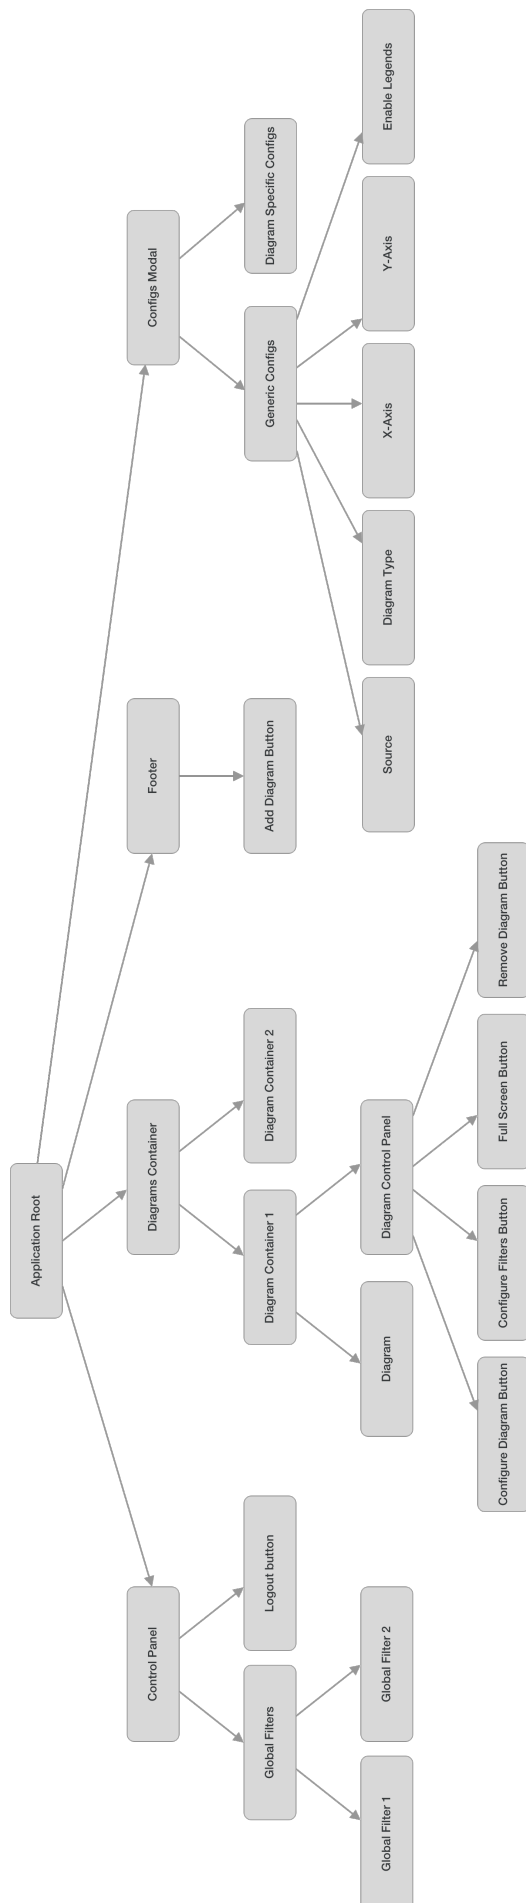 Application Root
Control Panel
Diagrams Container
Footer
Configs Modal
Global Filters
Logout button
Diagram Container 1
Diagram Container 2
Add Diagram Button
Generic Configs
Diagram Specific Configs
Global Filter 1
Global Filter 2
Diagram
Diagram Control Panel
Source
Diagram Type
X-Axis
Y-Axis
Enable Legends
Configure Diagram Button
Configure Filters Button
Full Screen Button
Remove Diagram Button